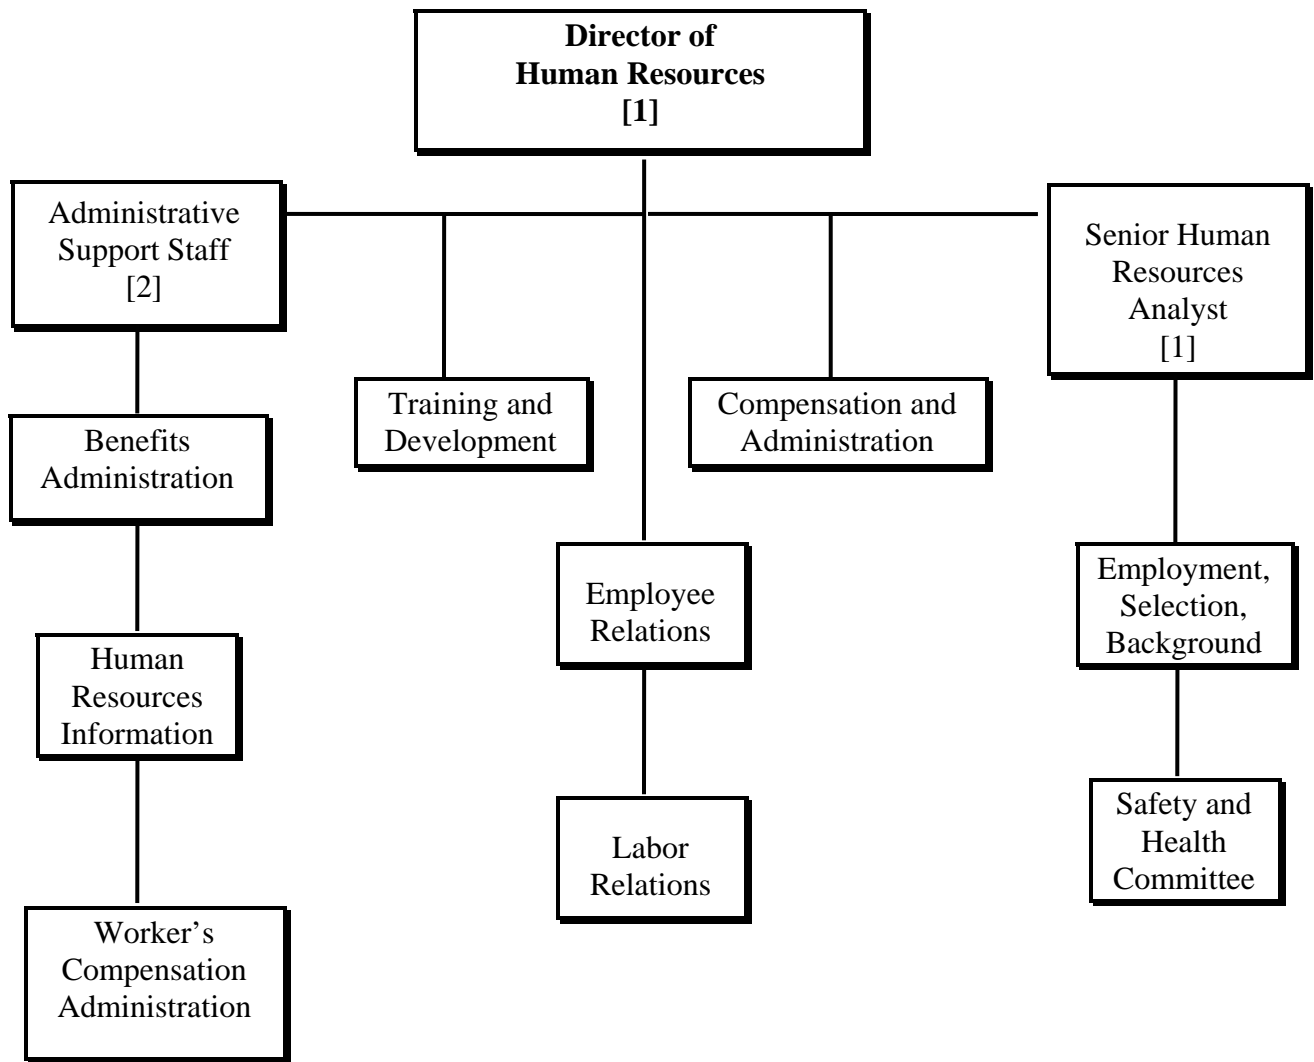 Director of
Human Resources
[1]
Administrative
Support Staff
[2]
Senior Human
Resources
Analyst
[1]
Training and
Development
Compensation and
Administration
Benefits
Administration
Employee
Relations
Employment,
Selection,
Background
Human
Resources
Information
Labor
Relations
Safety and
Health
Committee
Worker’s
Compensation
Administration